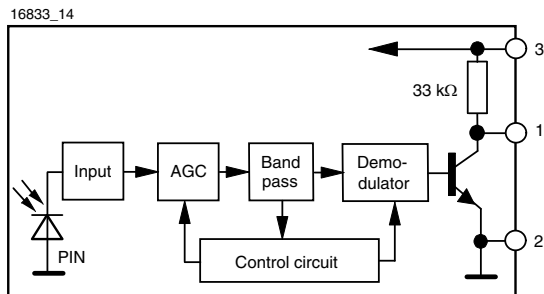 16833_14
3
33 kΩ
1
Input
AGC
Band
pass
Demo-
dulator
PIN
Control circuit
2